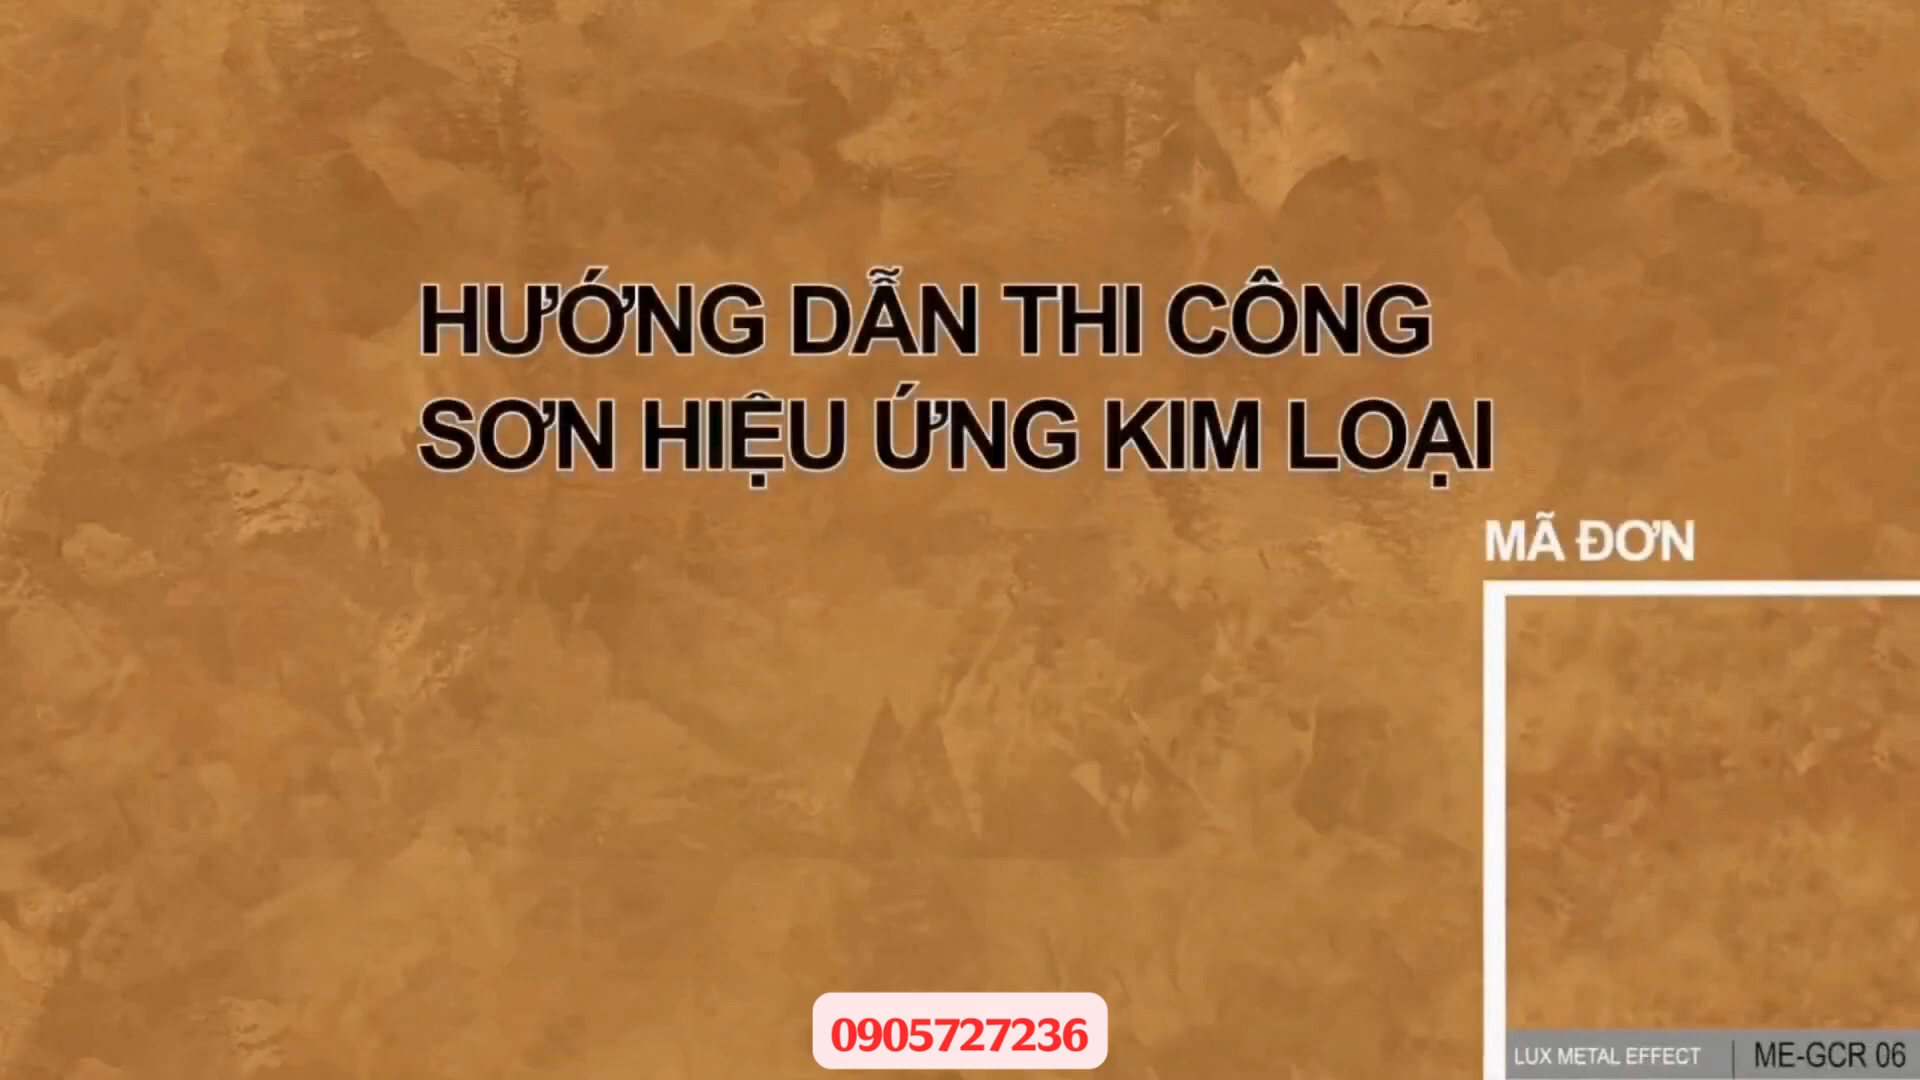 HƯỚNG DẪN THI CÔNG
SƠN HIỆU ỨNG KIM LOẠI
MÃ ĐƠN
LUX METAL EFFECT | ME-GCR 06
0905727236